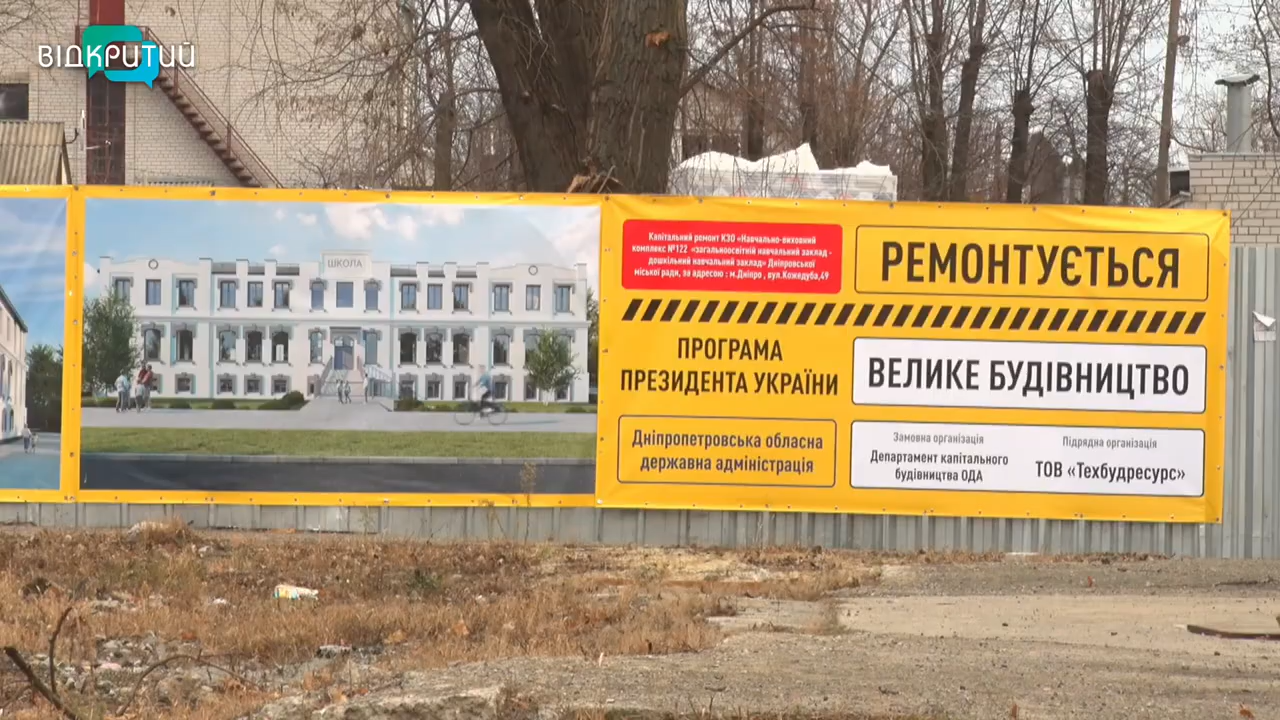 ВІДКРИТИЙ
ШКОЛА
Капітальний ремонт КЗО «Навчально-виховний
комплекс №122 «загальноосвітній навчальний заклад -
дошкільний навчальний заклад» Дніпровської
міської ради, за адресою : м.Дніпро , вул.Кожедуба,49
РЕМОНТУЄТЬСЯ
ПРОГРАМА
ПРЕЗИДЕНТА УКРАЇНИ
ВЕЛИКЕ БУДІВНИЦТВО
Дніпропетровська обласна
державна адміністрація
Замовна організація
Департамент капітального
будівництва ОДА
Підрядна організація
ТОВ «Техбудресурс»